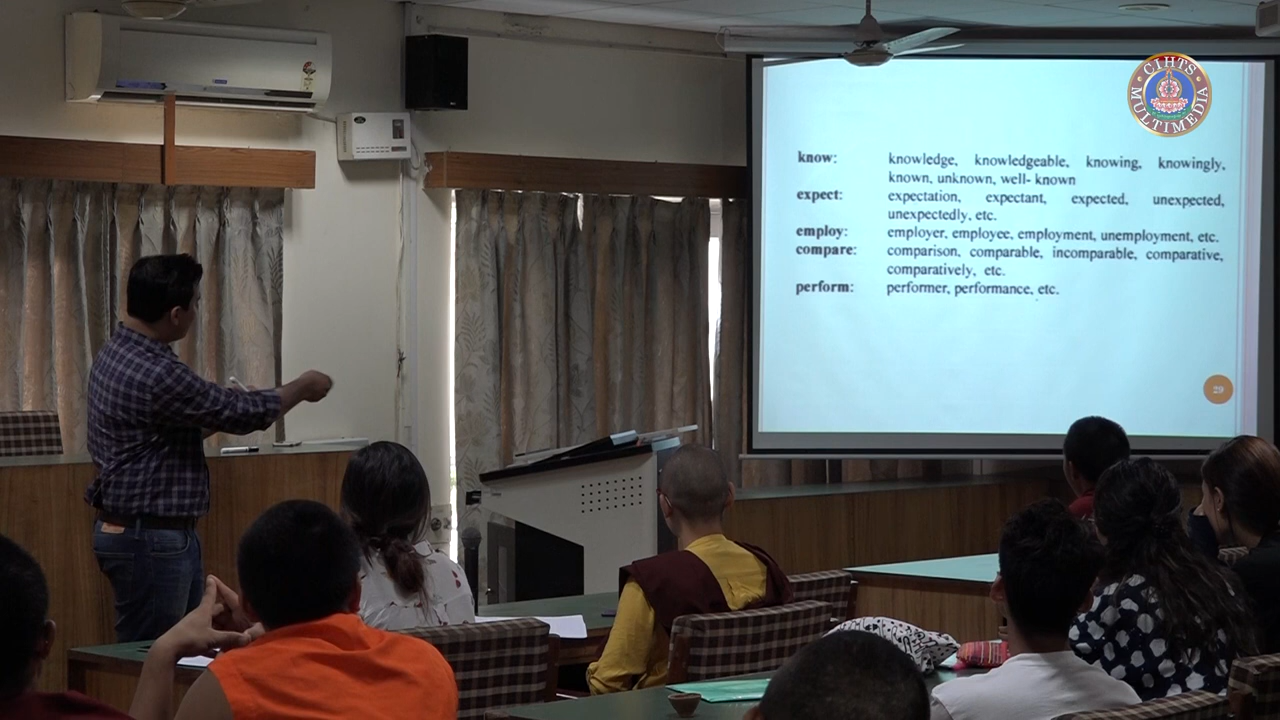 CIHTS
MULTIMEDIA
know: knowledge, knowledgeable, knowing, knowingly,
known, unknown, well- known
expect: expectation, expectant, expected, unexpected,
unexpectedly, etc.
employ: employer, employee, employment, unemployment, etc.
compare: comparison, comparable, incomparable, comparative,
comparatively, etc.
perform: performer, performance, etc.
29